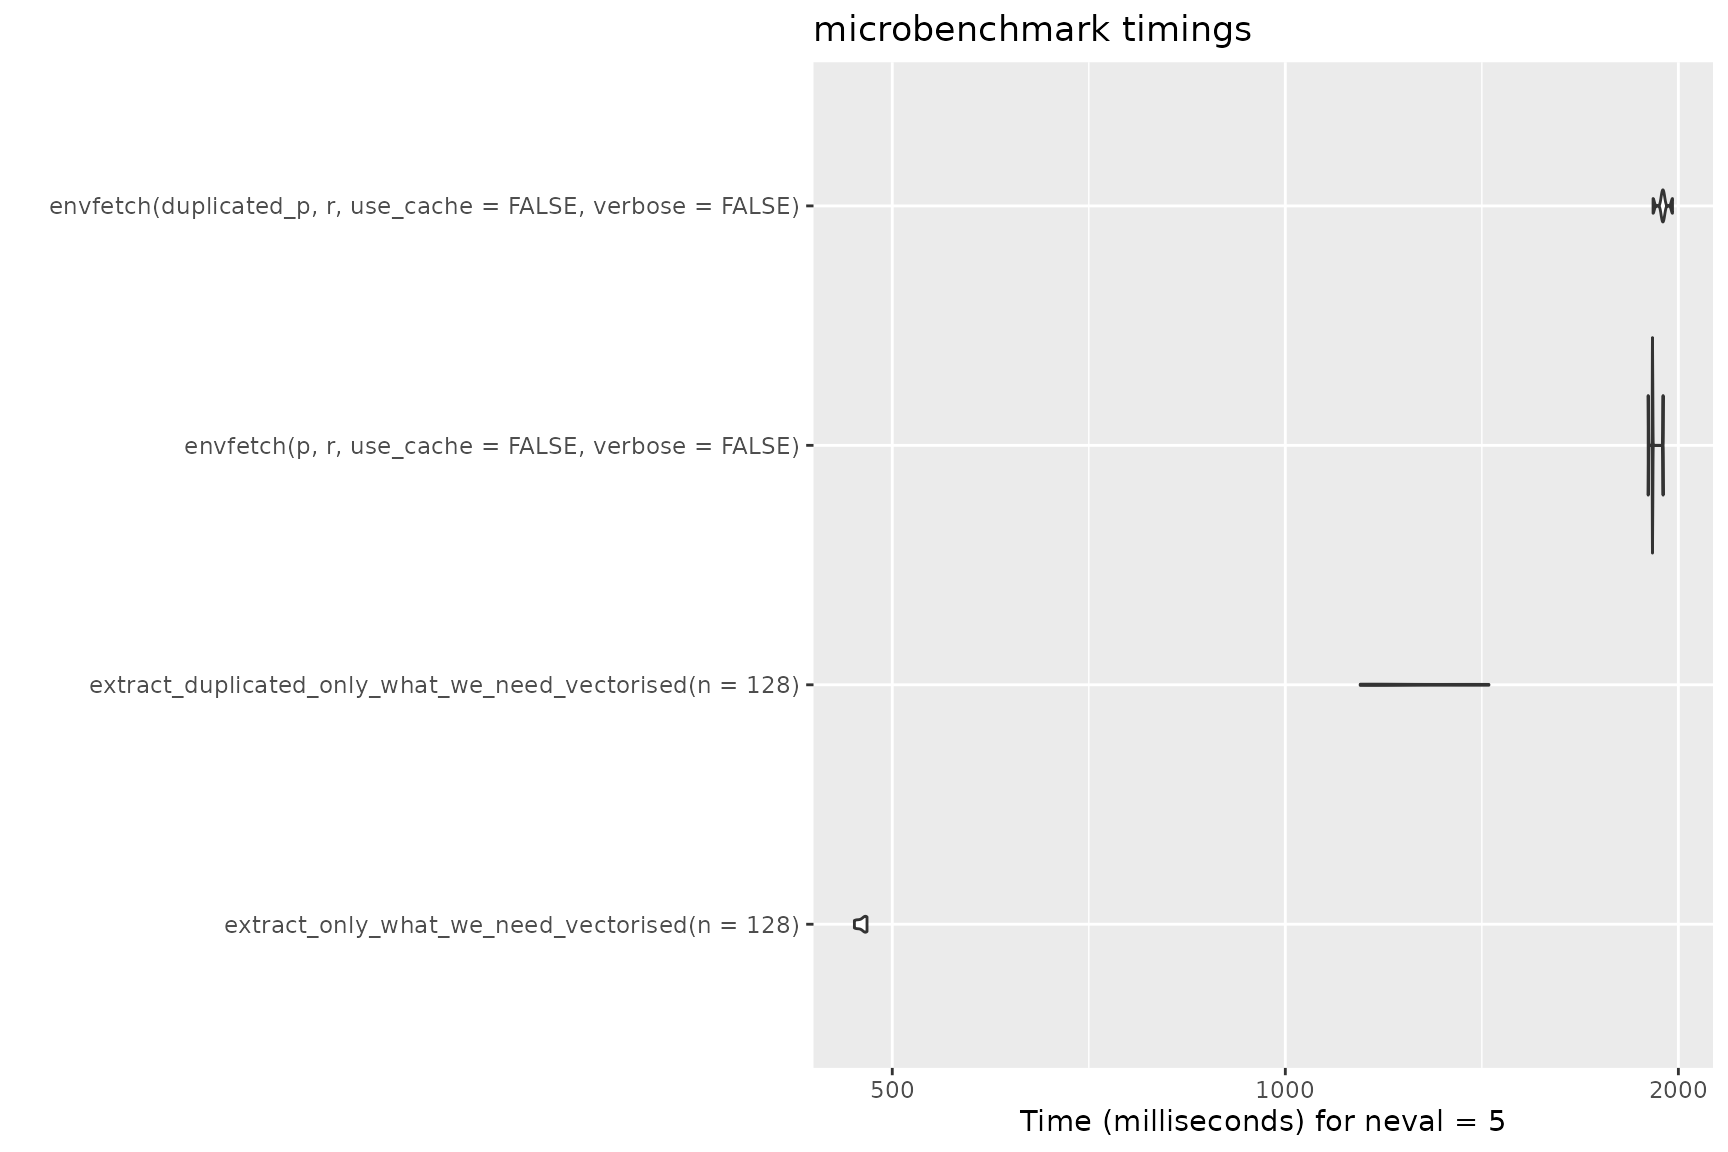 microbenchmark timings
envfetch(duplicated_p, r, use_cache = FALSE, verbose = FALSE)
envfetch(p, r, use_cache = FALSE, verbose = FALSE)
extract_duplicated_only_what_we_need_vectorised(n = 128)
extract_only_what_we_need_vectorised(n = 128)
500 1000 2000
Time (milliseconds) for neval = 5